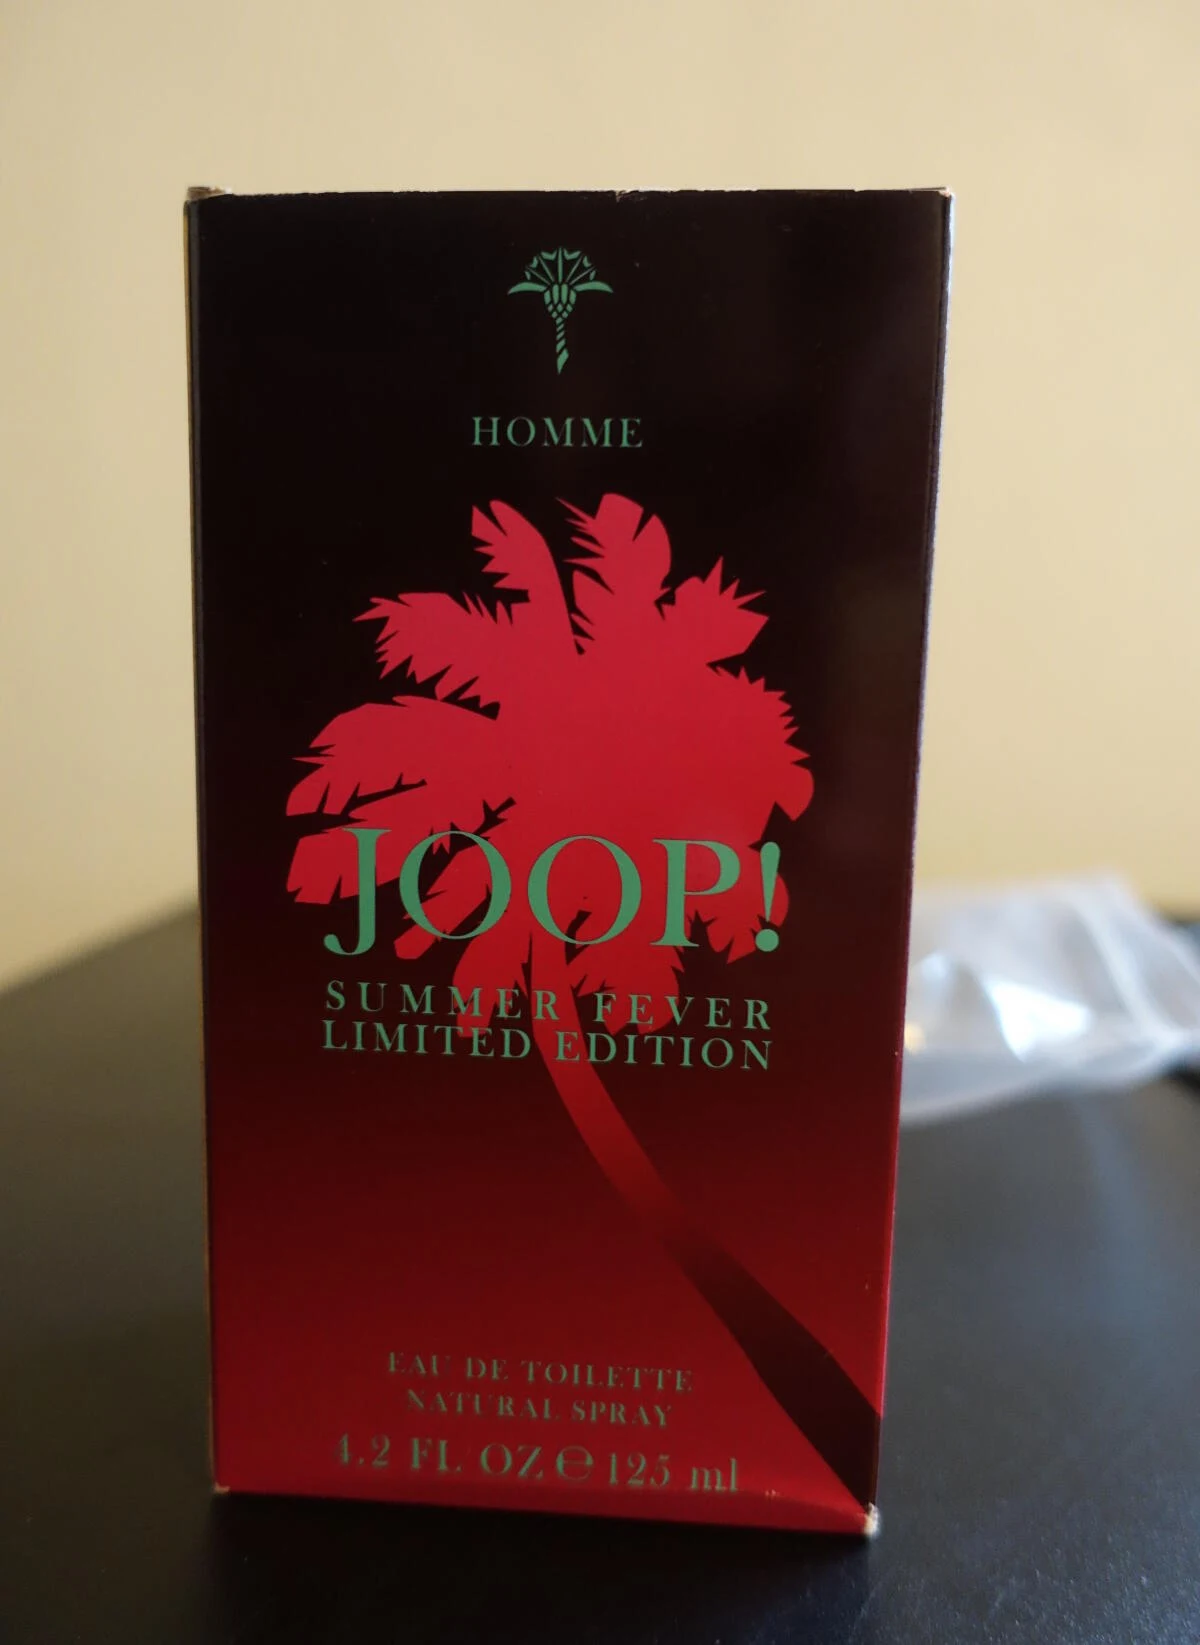 HOMME
JOOP!
SUMMER FEVER
LIMITED EDITION
EAU DE TOILETTE
NATURAL SPRAY
4.2 FL. OZ ℮ 125 ml